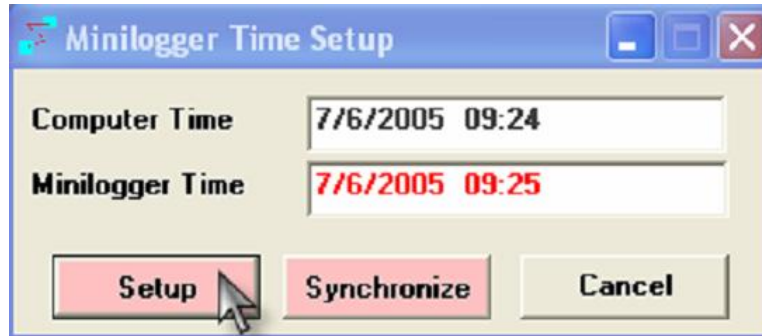 Minilogger Time Setup
Computer Time 7/6/2005 09:24
Minilogger Time 7/6/2005 09:25
Setup Synchronize Cancel